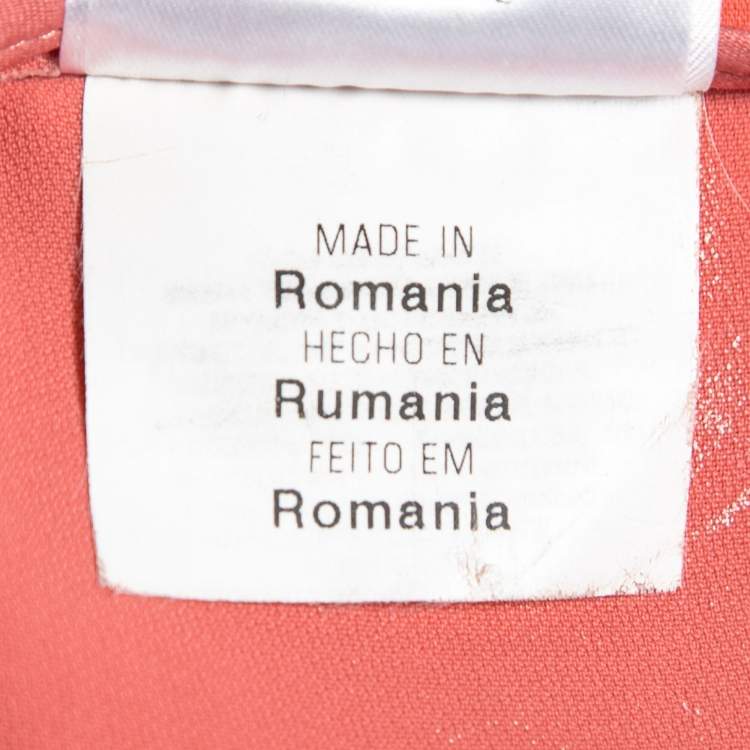 MADE IN
Romania
HECHO EN
Rumania
FEITO EM
Romania